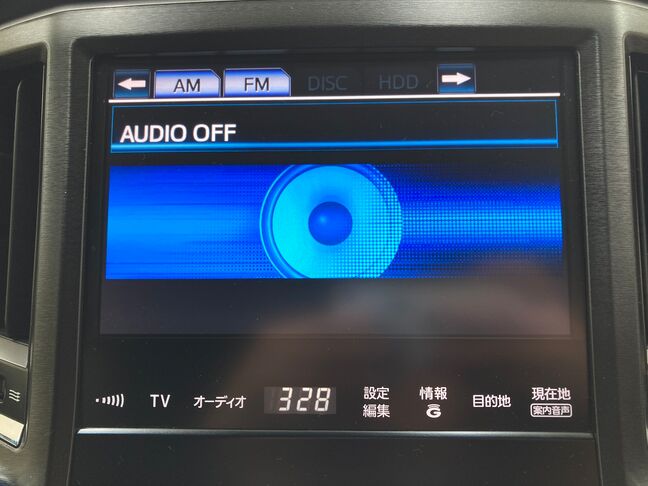 AM FM DISC HDD
AUDIO OFF
TV オーディオ 328 設定 編集 情報 G 目的地 現在地 案内音声